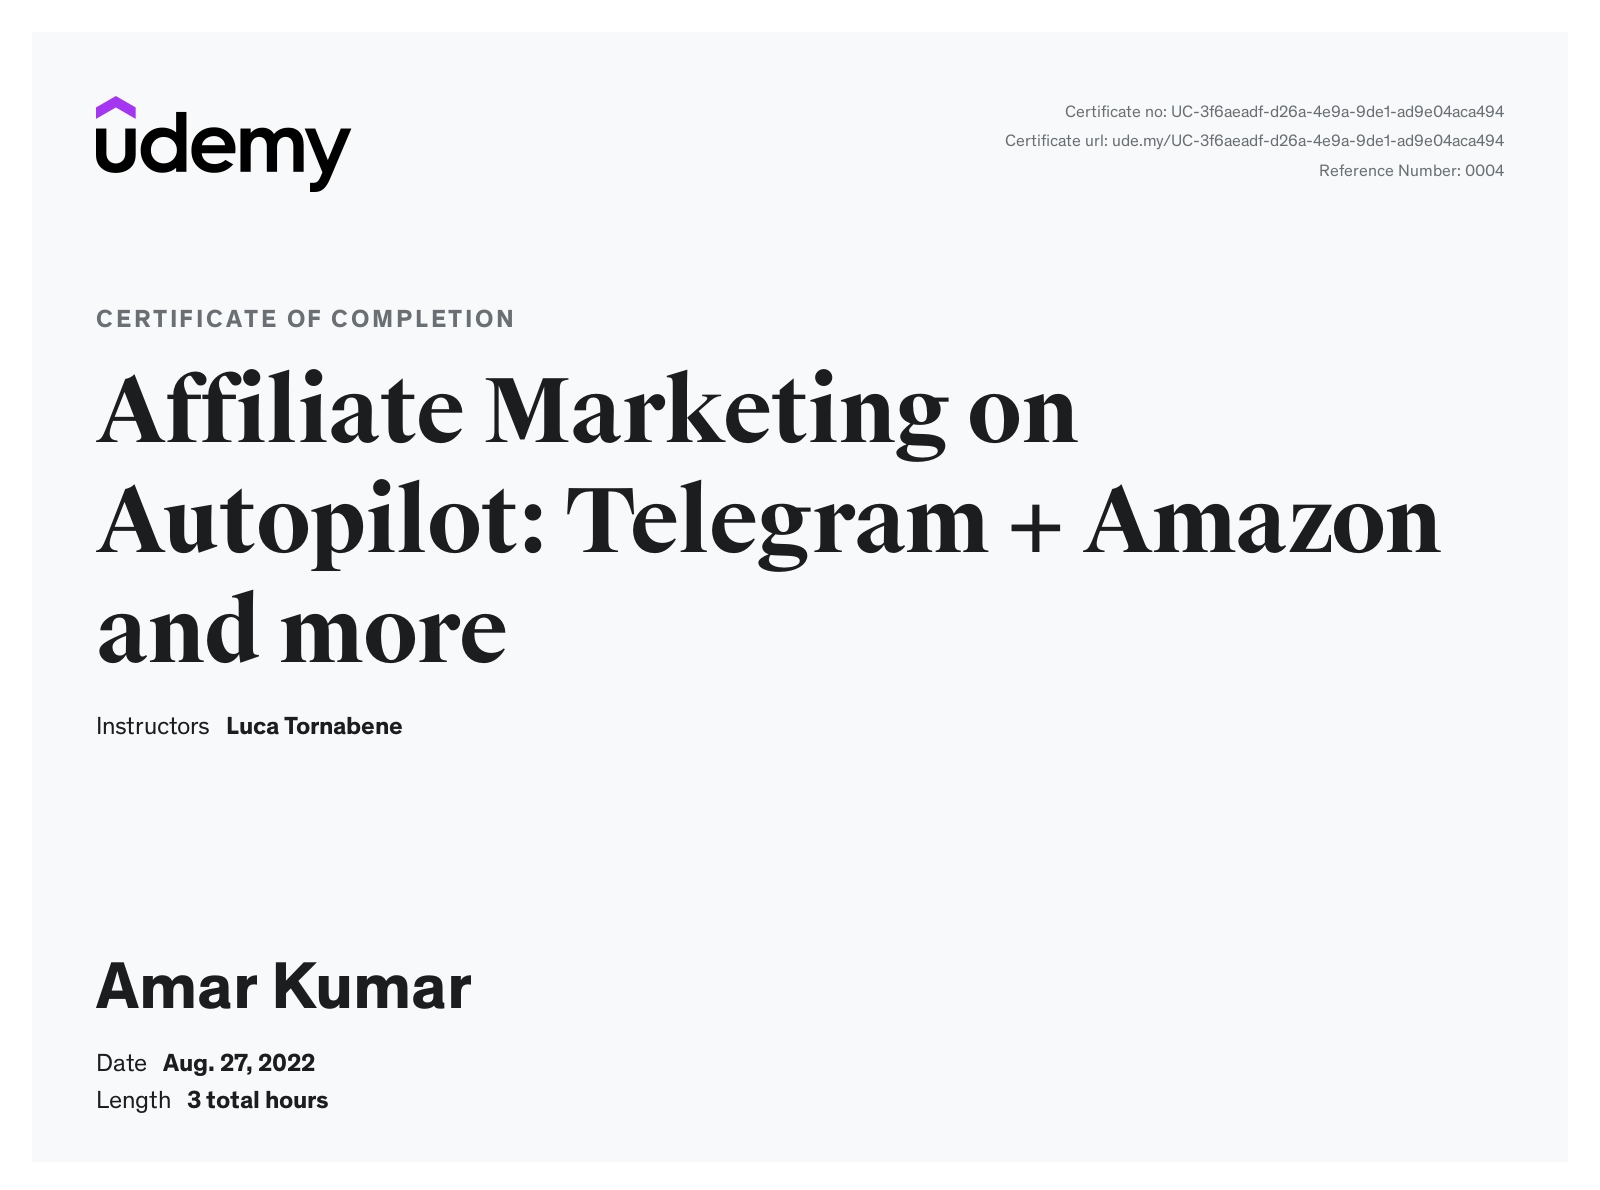 udemy
Certificate no: UC-3f6aeadf-d26a-4e9a-9de1-ad9e04aca494
Certificate url: ude.my/UC-3f6aeadf-d26a-4e9a-9de1-ad9e04aca494
Reference Number: 0004
CERTIFICATE OF COMPLETION
Affiliate Marketing on
Autopilot: Telegram + Amazon
and more
Instructors Luca Tornabene
Amar Kumar
Date Aug. 27, 2022
Length 3 total hours